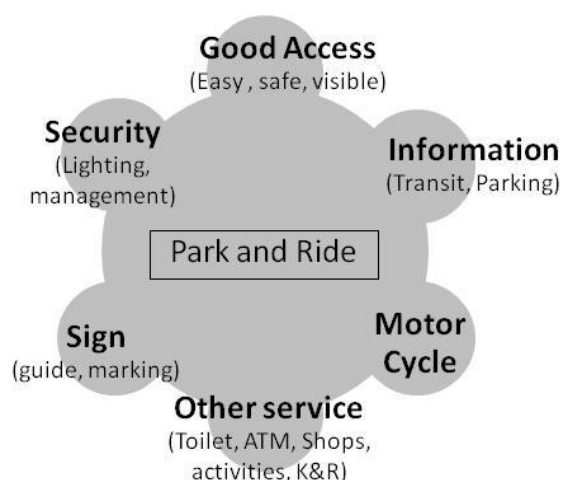 Good Access
(Easy , safe, visible)
Security
(Lighting,
management)
Information
(Transit, Parking)
Park and Ride
Sign
(guide, marking)
Motor
Cycle
Other service
(Toilet, ATM, Shops,
activities, K&R)